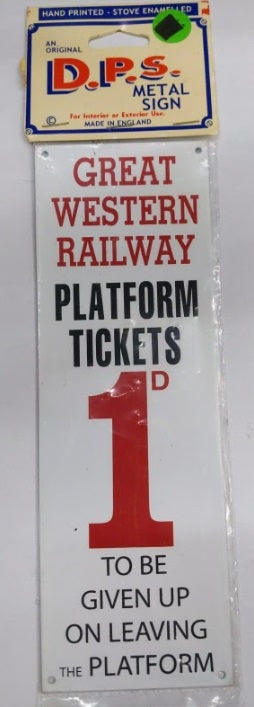 HAND PRINTED - STOVE ENAMELLED
AN
ORIGINAL
D.P.S.
METAL
SIGN
© For Interior or Exterior Use.
MADE IN ENGLAND
GREAT
WESTERN
RAILWAY
PLATFORM
TICKETS
1D
TO BE
GIVEN UP
ON LEAVING
THE PLATFORM